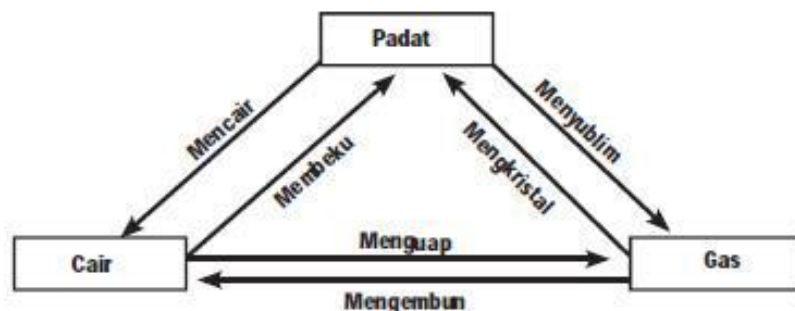 Padat
Mencair
Membeku
Mengkristal
Menyublim
Cair
Menguap
Gas
Mengembun